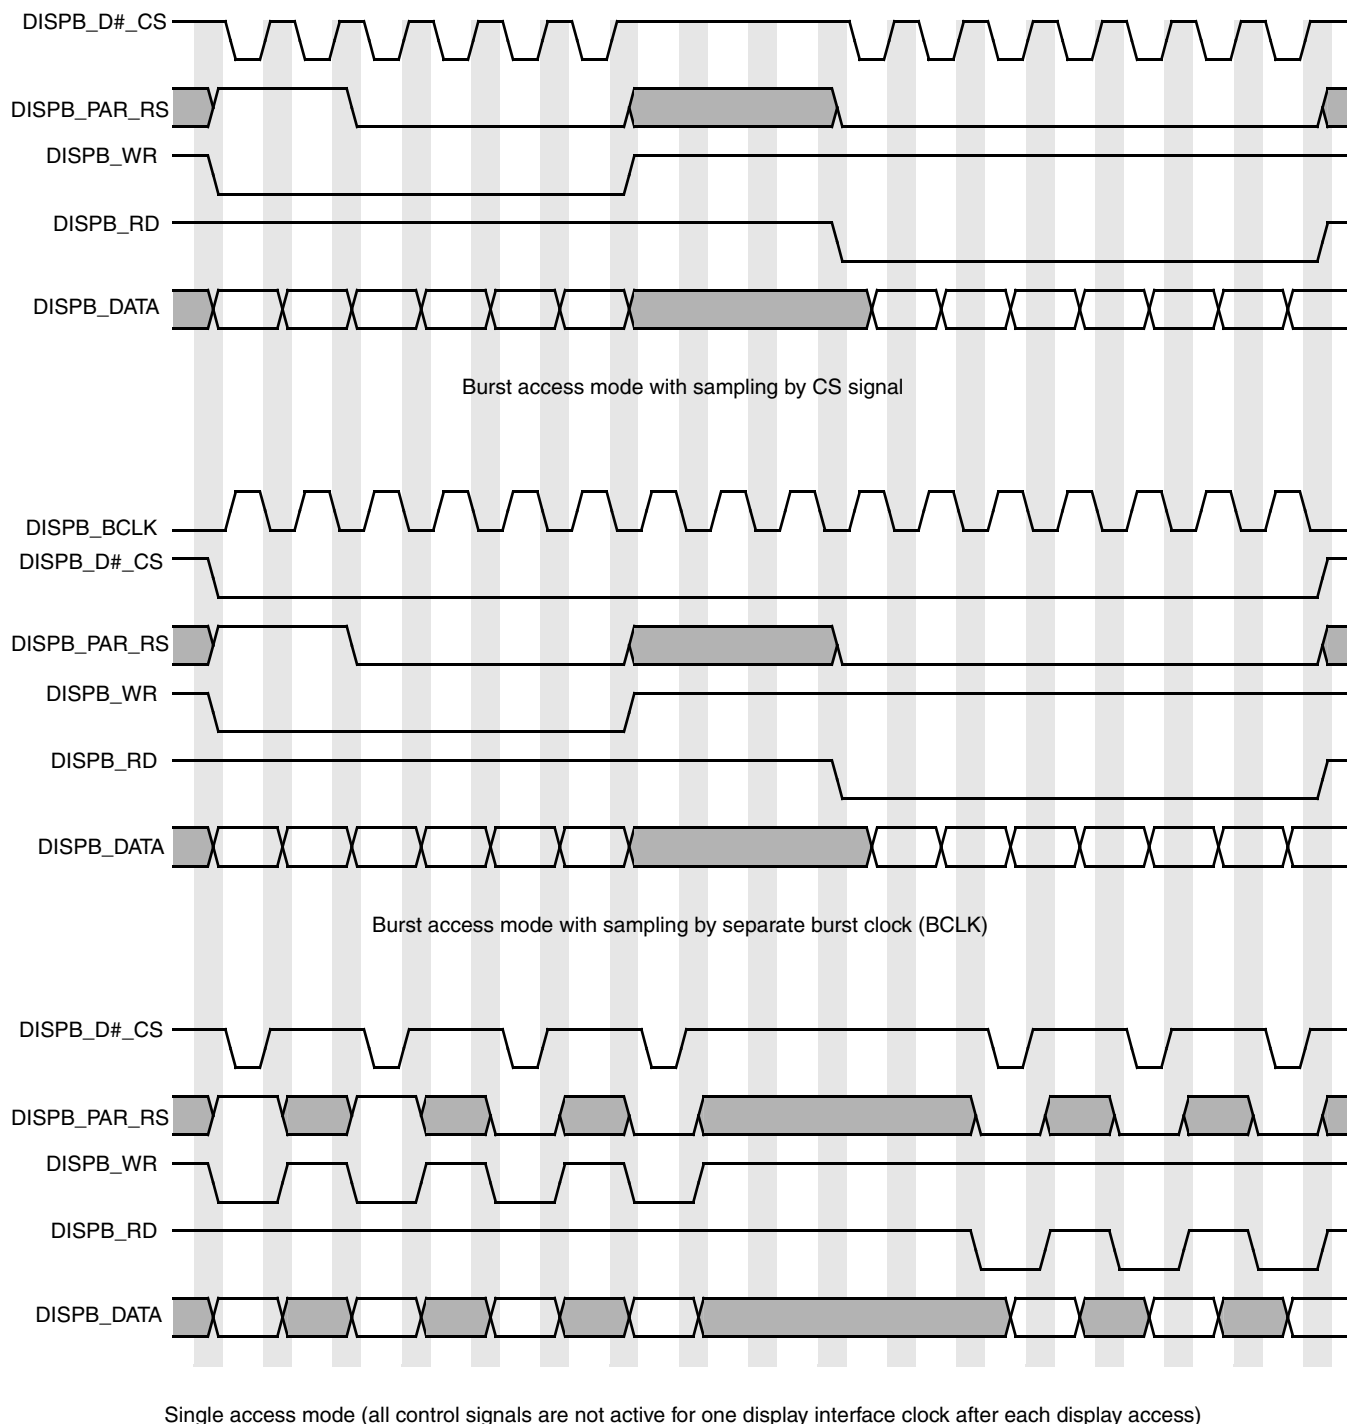 DISPB_D#_CS
DISPB_PAR_RS
DISPB_WR
DISPB_RD
DISPB_DATA
Burst access mode with sampling by CS signal
DISPB_BCLK
DISPB_D#_CS
DISPB_PAR_RS
DISPB_WR
DISPB_RD
DISPB_DATA
Burst access mode with sampling by separate burst clock (BCLK)
DISPB_D#_CS
DISPB_PAR_RS
DISPB_WR
DISPB_RD
DISPB_DATA
Single access mode (all control signals are not active for one display interface clock after each display access)